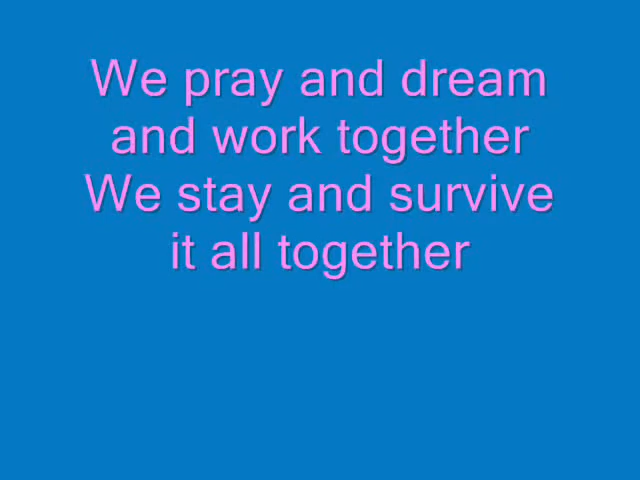 We pray and dream
and work together
We stay and survive
it all together